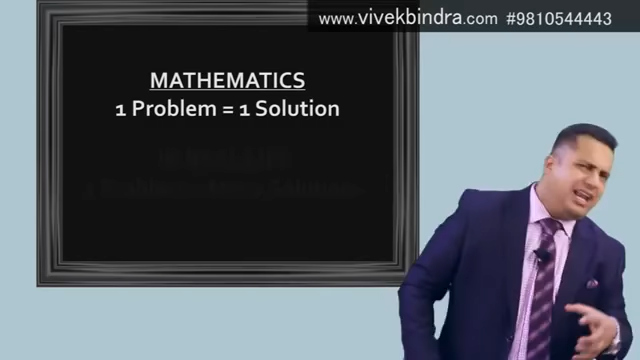 www.vivekbindra.com #9810544443
MATHEMATICS
1 Problem = 1 Solution